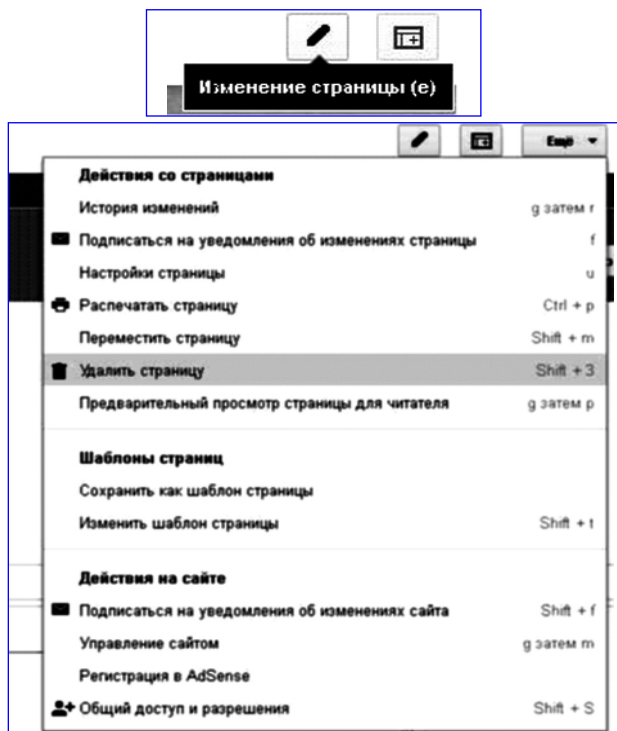 Изменение страницы (e)
Ещё
Действия со страницами
История изменений g затем r
Подписаться на уведомления об изменениях страницы f
Настройки страницы u
Распечатать страницу Ctrl + p
Переместить страницу Shift + m
Удалить страницу Shift + 3
Предварительный просмотр страницы для читателя g затем p
Шаблоны страниц
Сохранить как шаблон страницы
Изменить шаблон страницы Shift + t
Действия на сайте
Подписаться на уведомления об изменениях сайта Shift + f
Управление сайтом g затем m
Регистрация в AdSense
Общий доступ и разрешения Shift + S